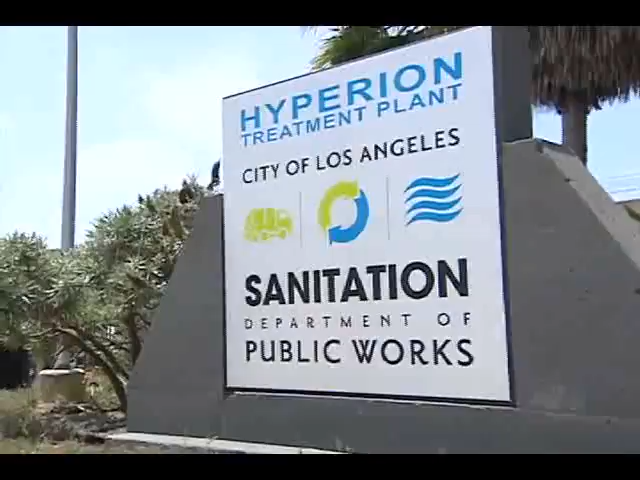 HYPERION
TREATMENT PLANT
CITY OF LOS ANGELES
SANITATION
DEPARTMENT OF
PUBLIC WORKS